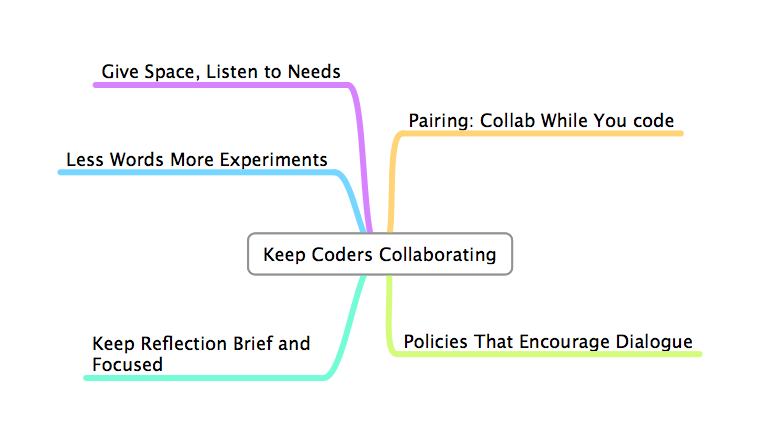 Give Space, Listen to Needs
Pairing: Collab While You code
Less Words More Experiments
Keep Coders Collaborating
Keep Reflection Brief and
Focused
Policies That Encourage Dialogue